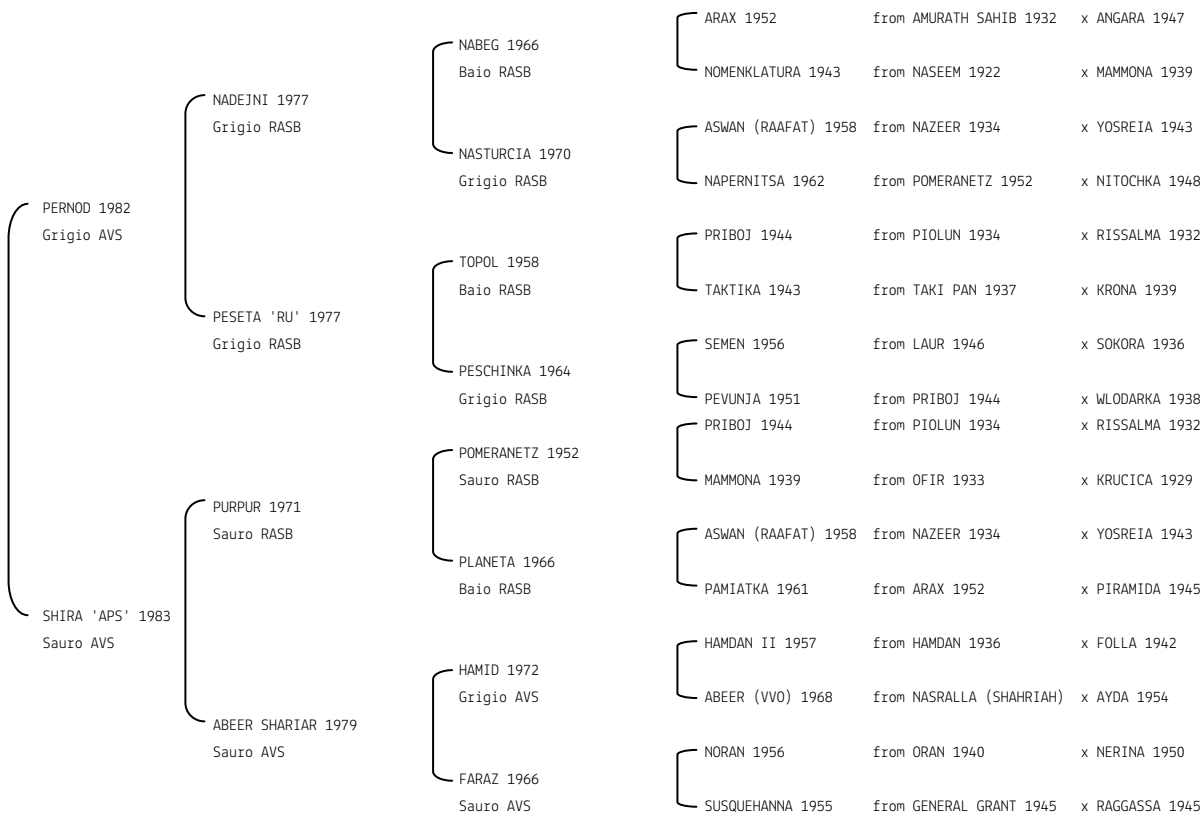 ARAX 1952 from AMURATH SAHIB 1932 x ANGARA 1947
NABEG 1966
Baio RASB
NOMENKLATURA 1943 from NASEEM 1922 x MAMMONA 1939
NADEJNI 1977
Grigio RASB
ASWAN (RAAFAT) 1958 from NAZEER 1934 x YOSREIA 1943
NASTURCIA 1970
Grigio RASB
NAPERNITSA 1962 from POMERANETZ 1952 x NITOCHKA 1948
PERNOD 1982
Grigio AVS
PRIBOJ 1944 from PIOLUN 1934 x RISSALMA 1932
TOPOL 1958
Baio RASB
TAKTIKA 1943 from TAKI PAN 1937 x KRONA 1939
PESETA 'RU' 1977
Grigio RASB
SEMEN 1956 from LAUR 1946 x SOKORA 1936
PESCHINKA 1964
Grigio RASB
PEVUNJA 1951 from PRIBOJ 1944 x WLODARKA 1938
PRIBOJ 1944 from PIOLUN 1934 x RISSALMA 1932
POMERANETZ 1952
Sauro RASB
MAMMONA 1939 from OFIR 1933 x KRUCICA 1929
PURPUR 1971
Sauro RASB
ASWAN (RAAFAT) 1958 from NAZEER 1934 x YOSREIA 1943
PLANETA 1966
Baio RASB
PAMIATKA 1961 from ARAX 1952 x PIRAMIDA 1945
SHIRA 'APS' 1983
Sauro AVS
HAMDAN II 1957 from HAMDAN 1936 x FOLLA 1942
HAMID 1972
Grigio AVS
ABEER (VVO) 1968 from NASRALLA (SHAHRIAH) x AYDA 1954
ABEER SHARIAR 1979
Sauro AVS
NORAN 1956 from ORAN 1940 x NERINA 1950
FARAZ 1966
Sauro AVS
SUSQUEHANNA 1955 from GENERAL GRANT 1945 x RAGGASSA 1945